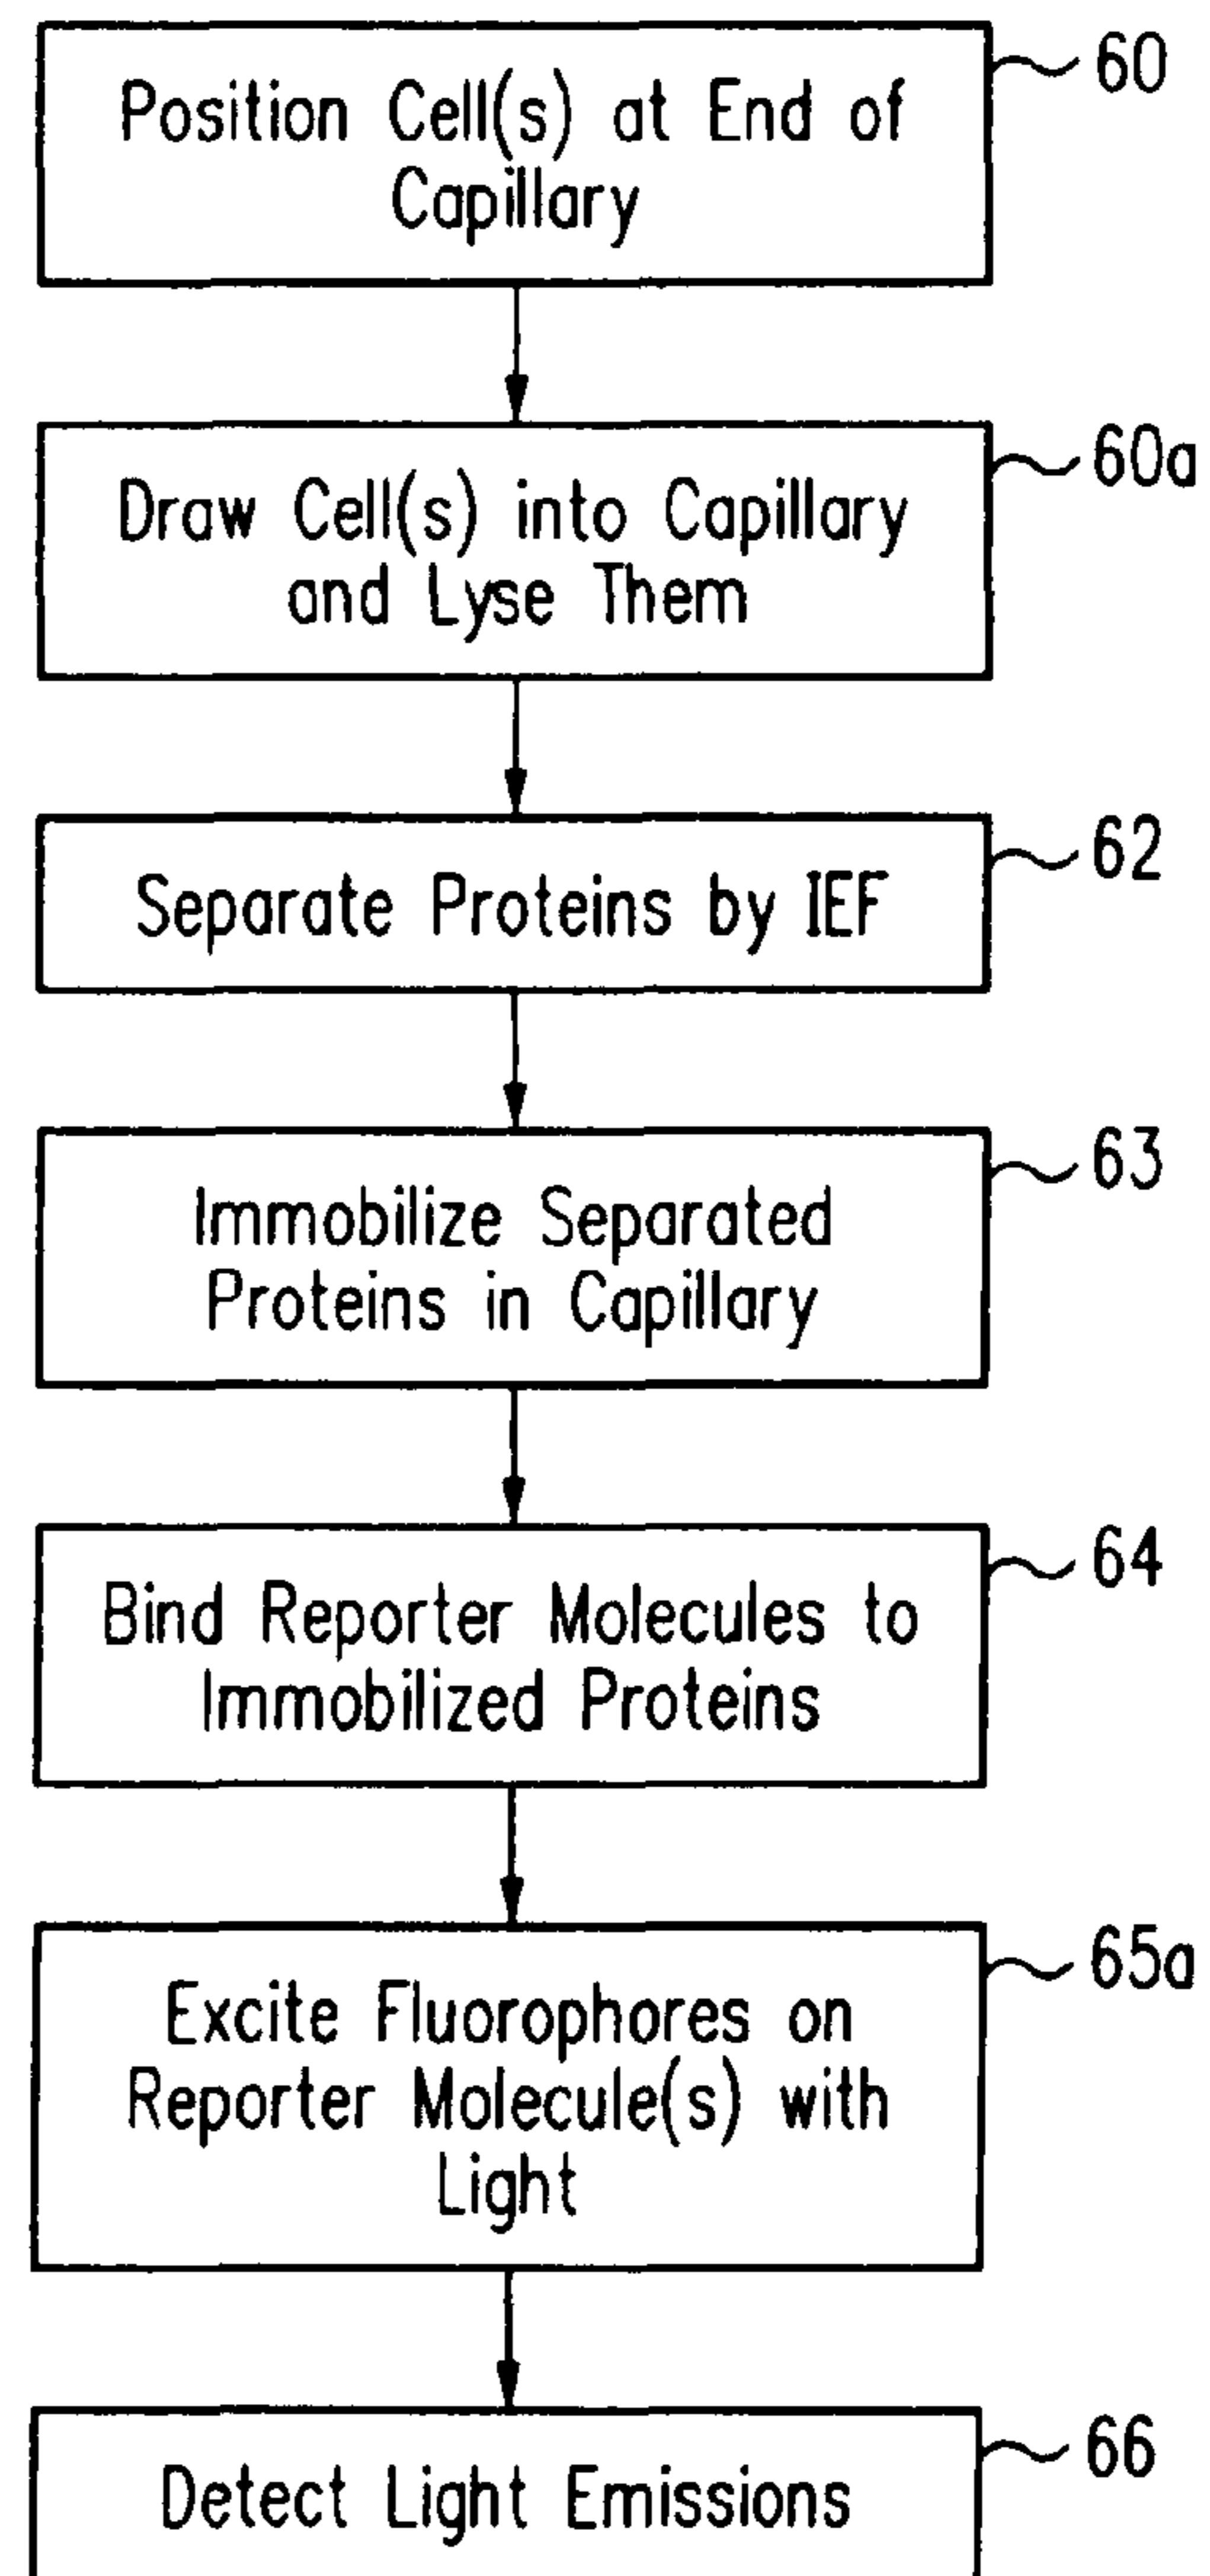 60
Position Cell(s) at End of
Capillary
60a
Draw Cell(s) into Capillary
and Lyse Them
62
Separate Proteins by IEF
63
Immobilize Separated
Proteins in Capillary
64
Bind Reporter Molecules to
Immobilized Proteins
65a
Excite Fluorophores on
Reporter Molecule(s) with
Light
66
Detect Light Emissions